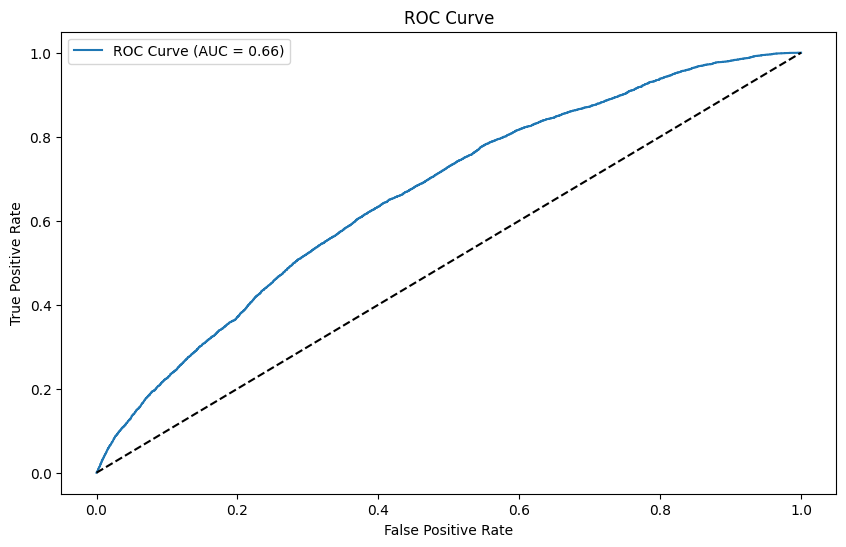 ROC Curve
ROC Curve (AUC = 0.66)
True Positive Rate
1.0
0.8
0.6
0.4
0.2
0.0
0.0 0.2 0.4 0.6 0.8 1.0
False Positive Rate